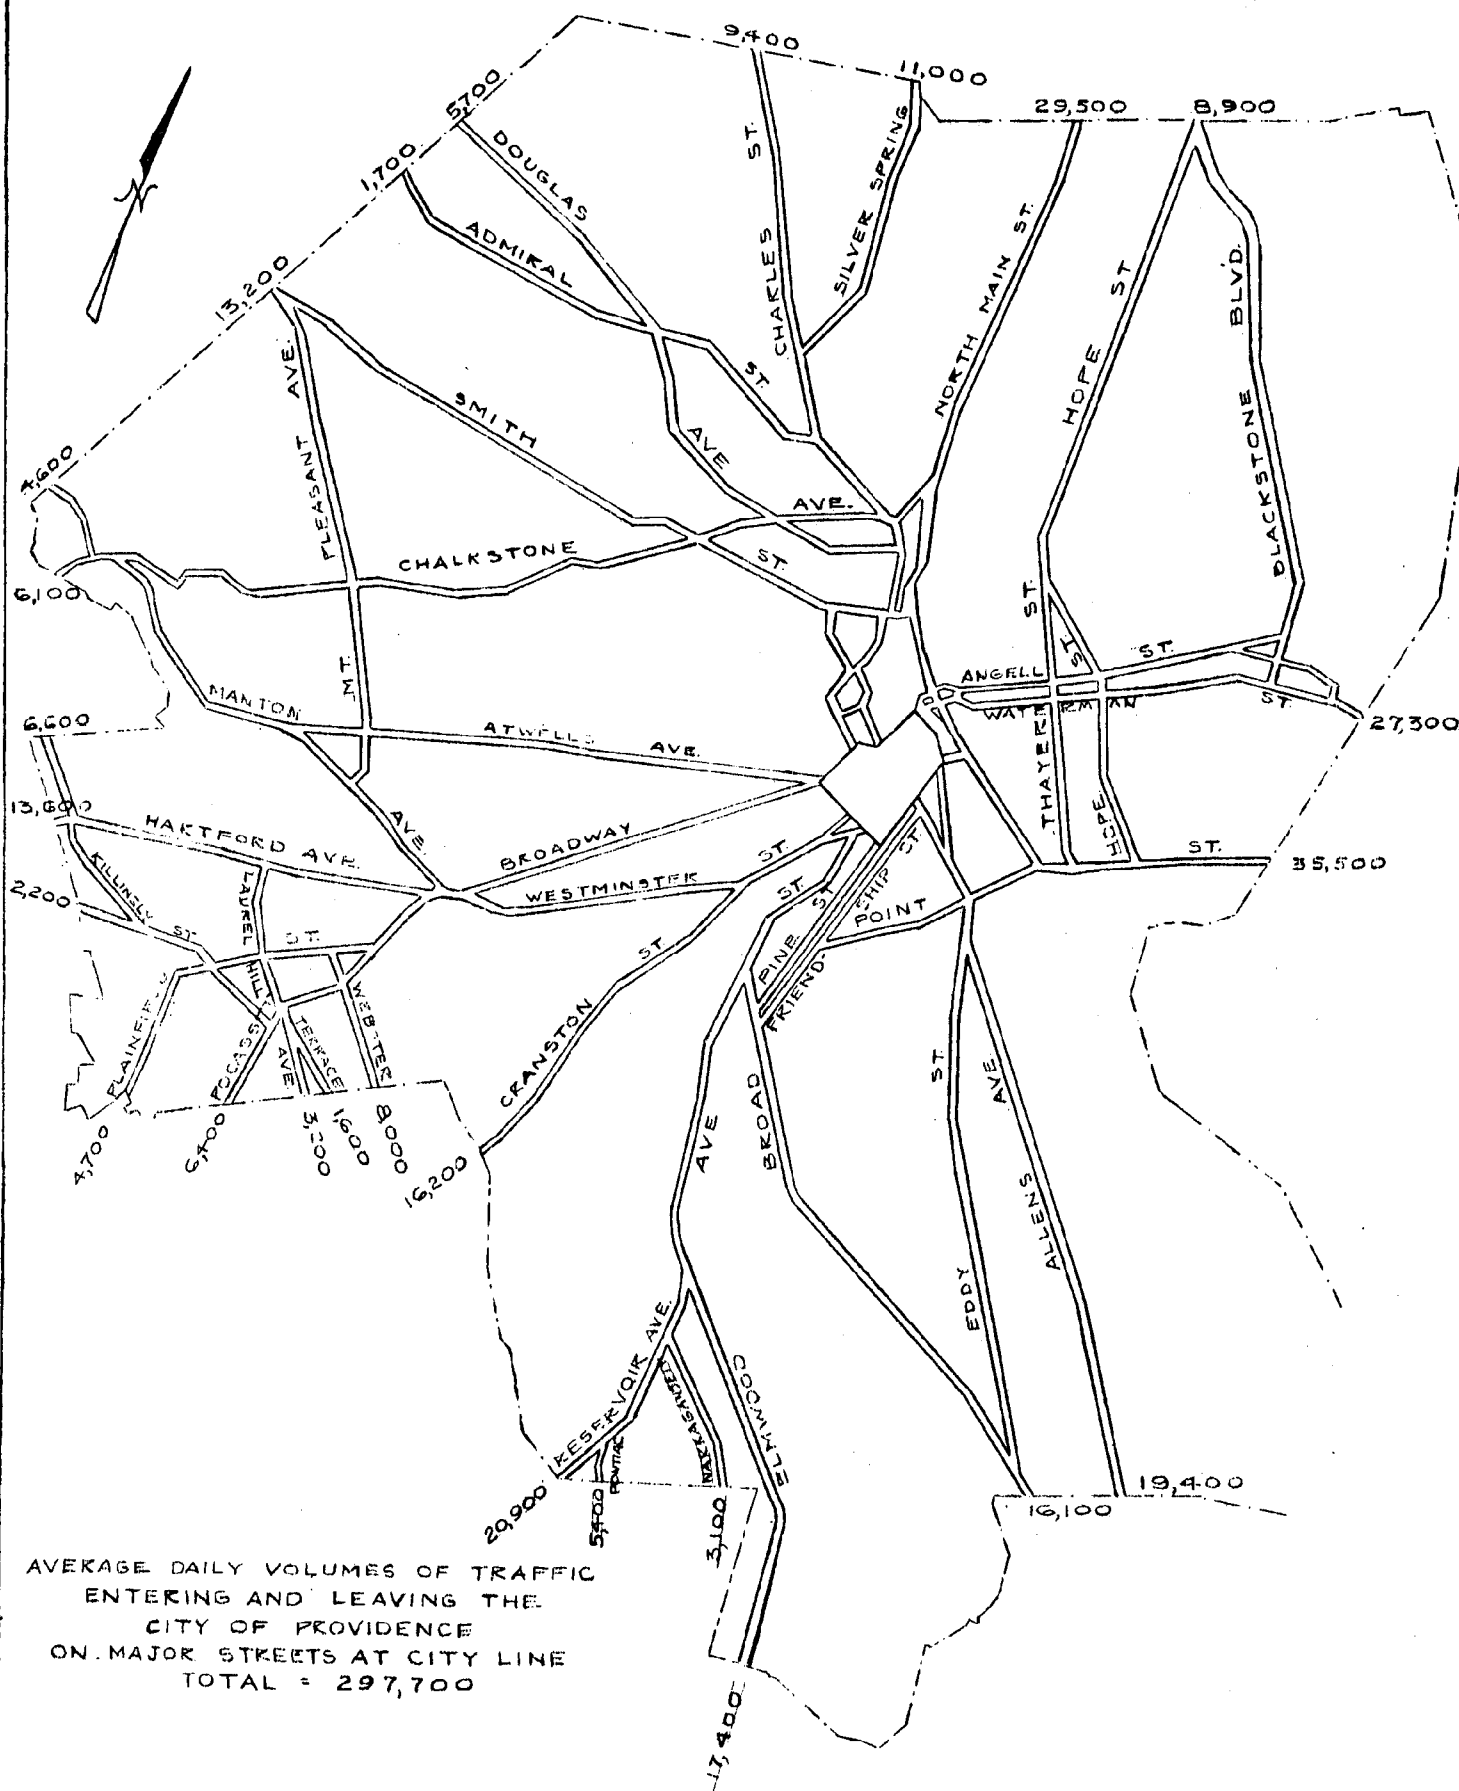 9,400
11,000
29,500
8,900
5,700
1,700
13,200
4,600
6,100
6,600
13,600
2,200
4,700
6,400
3,200
1,600
8,000
16,200
20,900
5,400
3,100
17,400
16,100
19,400
35,500
27,300
N
DOUGLAS
AVE
ADMIRAL
ST.
CHARLES ST.
SILVER SPRING
NORTH MAIN ST.
HOPE ST
BLACKSTONE BLVD.
MT. PLEASANT AVE.
SMITH
ST.
CHALKSTONE
AVE.
MANTON
AVE
ATWELLS AVE.
BROADWAY
HARTFORD AVE.
WESTMINSTER
ST.
KILLINGLY
ST.
LAUREL HILL
AVE
PLAINFIELD
ST.
POCASSET
TERRACE
WEBSTER
CRANSTON
ST.
ANGELL
ST.
WATERMAN
ST.
THAYER
ST.
HOPE
ST.
POINT
ST.
PINE
ST
FRIENDSHIP ST.
BROAD
ST.
EDDY
ST.
ALLENS
AVE
ELMWOOD
AVE
RESERVOIR AVE.
PONTIAC
NARRAGANSETT
AVERAGE DAILY VOLUMES OF TRAFFIC
ENTERING AND LEAVING THE
CITY OF PROVIDENCE
ON MAJOR STREETS AT CITY LINE
TOTAL = 297,700